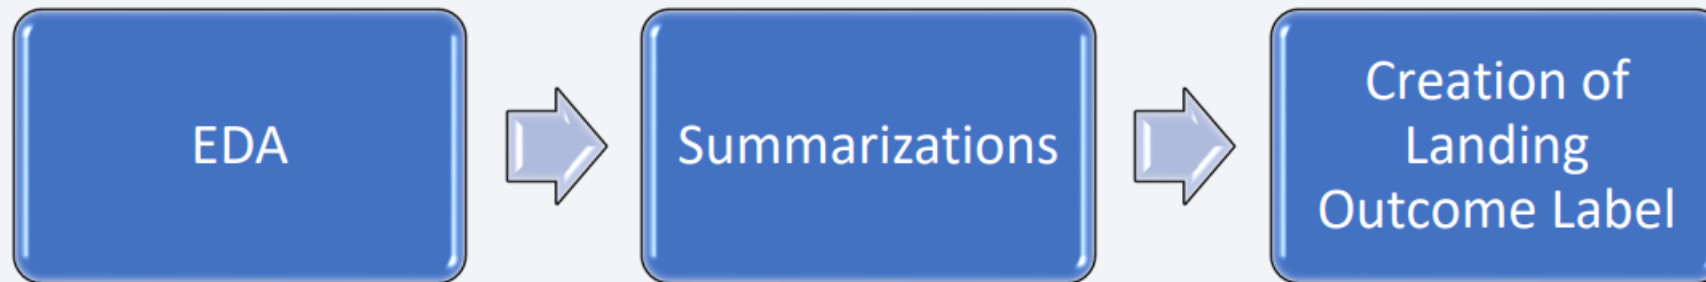 EDA
Summarizations
Creation of
Landing
Outcome Label